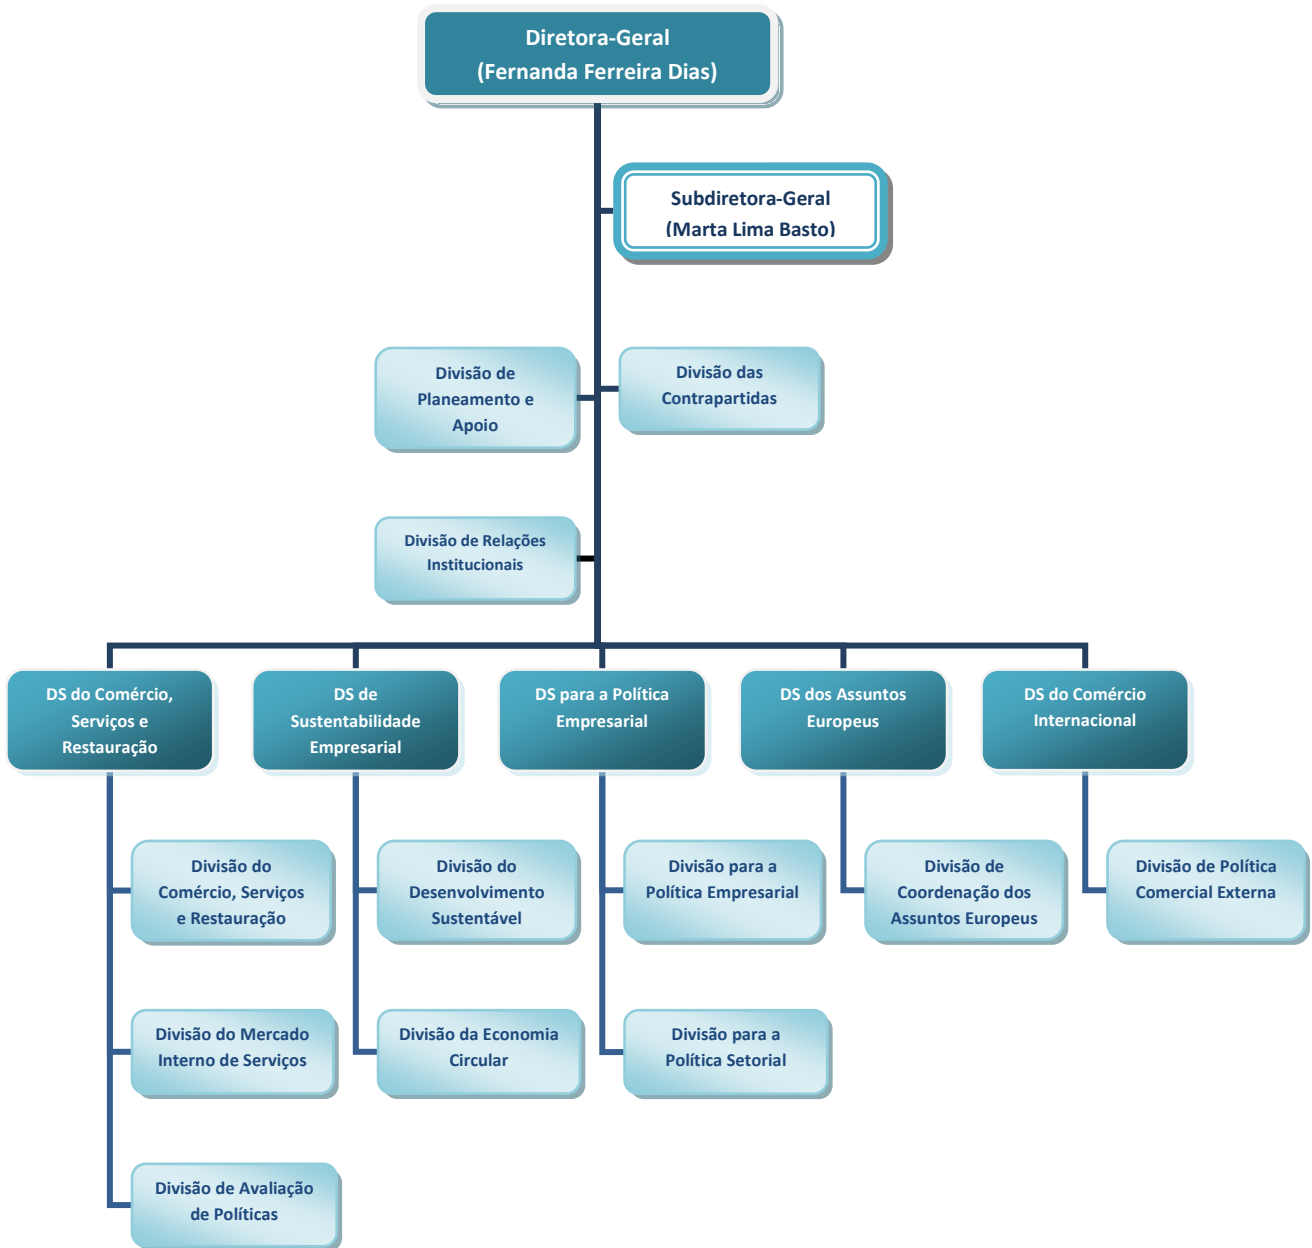 Diretora-Geral
(Fernanda Ferreira Dias)
Subdiretora-Geral
(Marta Lima Basto)
Divisão de
Planeamento e
Apoio
Divisão das
Contrapartidas
Divisão de Relações
Institucionais
DS do Comércio,
Serviços e
Restauração
DS de
Sustentabilidade
Empresarial
DS para a Política
Empresarial
DS dos Assuntos
Europeus
DS do Comércio
Internacional
Divisão do
Comércio, Serviços
e Restauração
Divisão do
Desenvolvimento
Sustentável
Divisão para a
Política Empresarial
Divisão de
Coordenação dos
Assuntos Europeus
Divisão de Política
Comercial Externa
Divisão do Mercado
Interno de Serviços
Divisão da Economia
Circular
Divisão para a
Política Setorial
Divisão de Avaliação
de Políticas